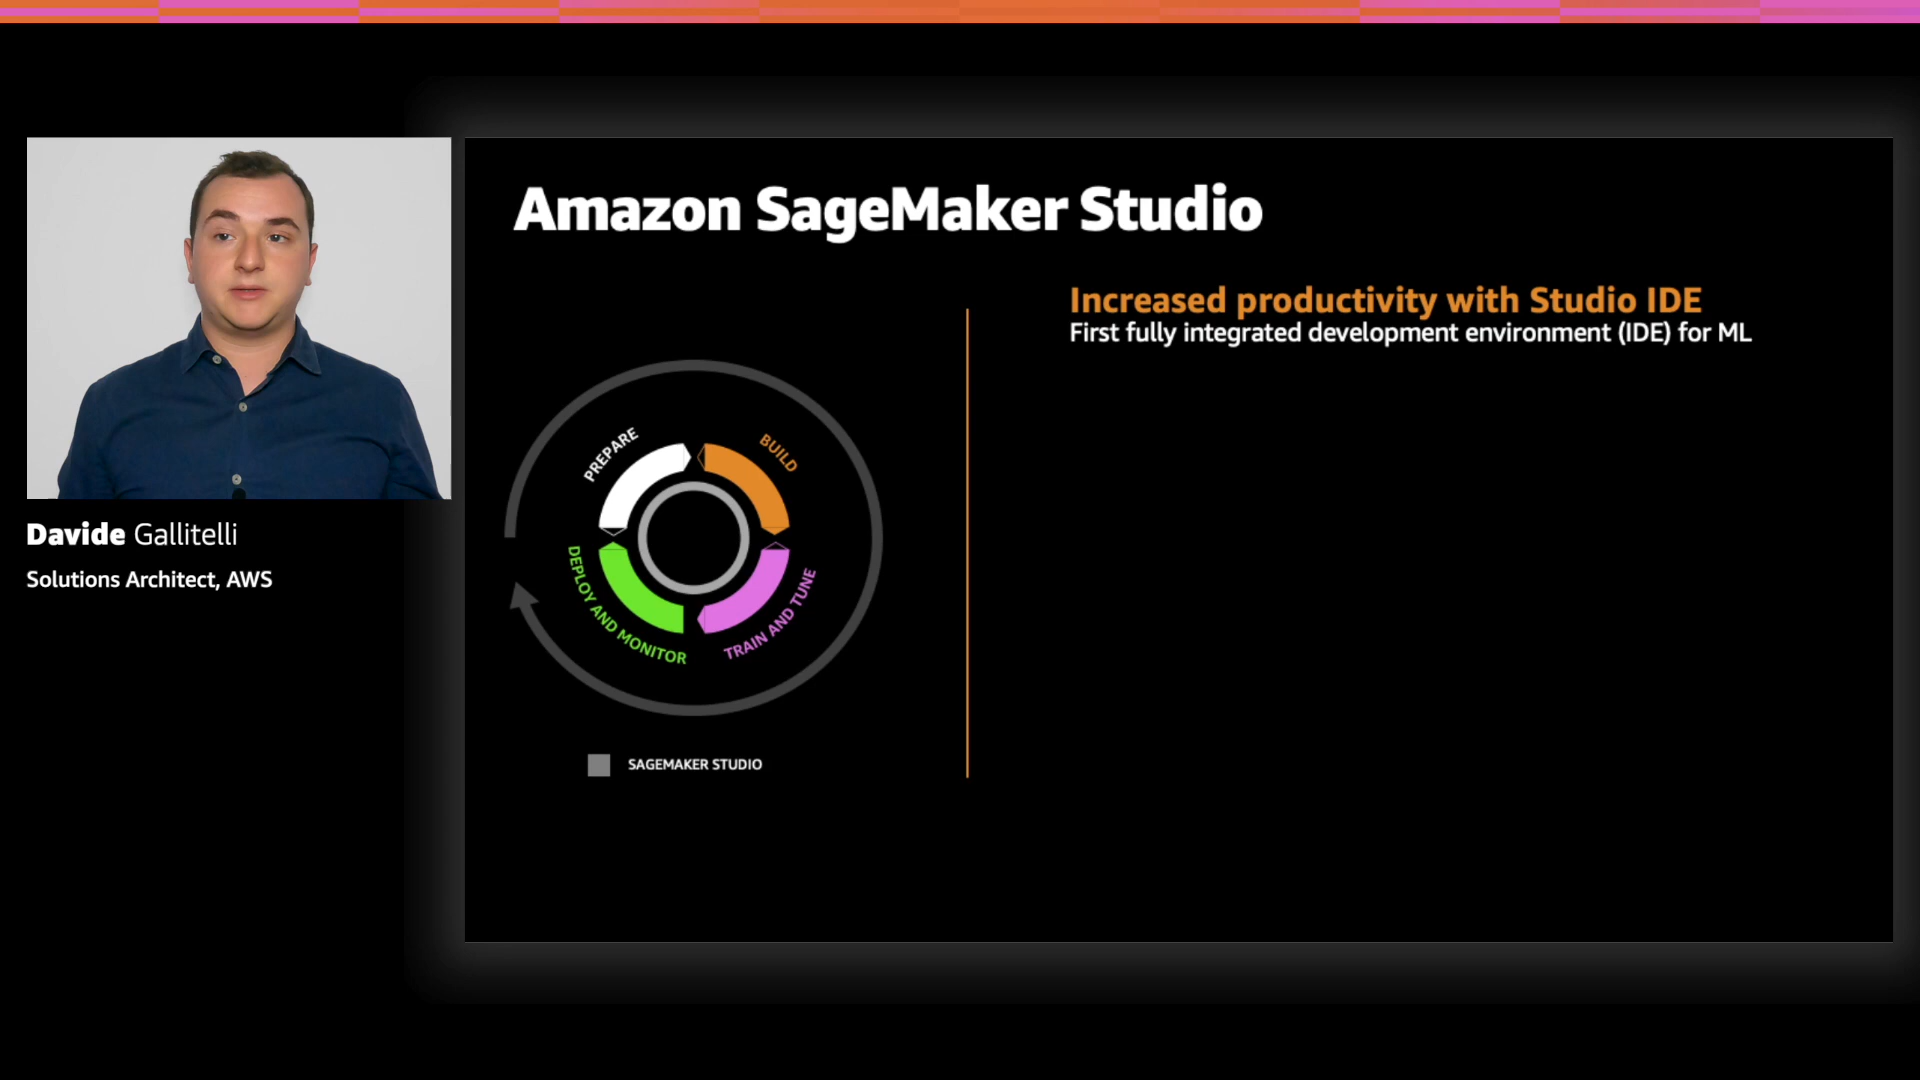 Amazon SageMaker Studio
Increased productivity with Studio IDE
First fully integrated development environment (IDE) for ML
PREPARE
BUILD
DEPLOY AND MONITOR
TRAIN AND TUNE
SAGEMAKER STUDIO
Davide Gallitelli
Solutions Architect, AWS